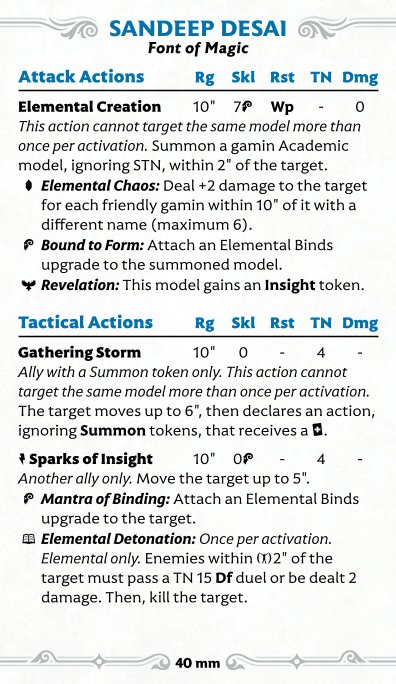 SANDEEP DESAI
Font of Magic
Attack Actions Rg Skl Rst TN Dmg
Elemental Creation 10" 7 Wp - 0
This action cannot target the same model more than
once per activation. Summon a gamin Academic
model, ignoring STN, within 2" of the target.
Elemental Chaos: Deal +2 damage to the target
for each friendly gamin within 10" of it with a
different name (maximum 6).
Bound to Form: Attach an Elemental Binds
upgrade to the summoned model.
Revelation: This model gains an Insight token.
Tactical Actions Rg Skl Rst TN Dmg
Gathering Storm 10" 0 - 4 -
Ally with a Summon token only. This action cannot
target the same model more than once per activation.
The target moves up to 6", then declares an action,
ignoring Summon tokens, that receives a .
Sparks of Insight 10" 0 - 4 -
Another ally only. Move the target up to 5".
Mantra of Binding: Attach an Elemental Binds
upgrade to the target.
Elemental Detonation: Once per activation.
Elemental only. Enemies within 2" of the
target must pass a TN 15 Df duel or be dealt 2
damage. Then, kill the target.
40 mm